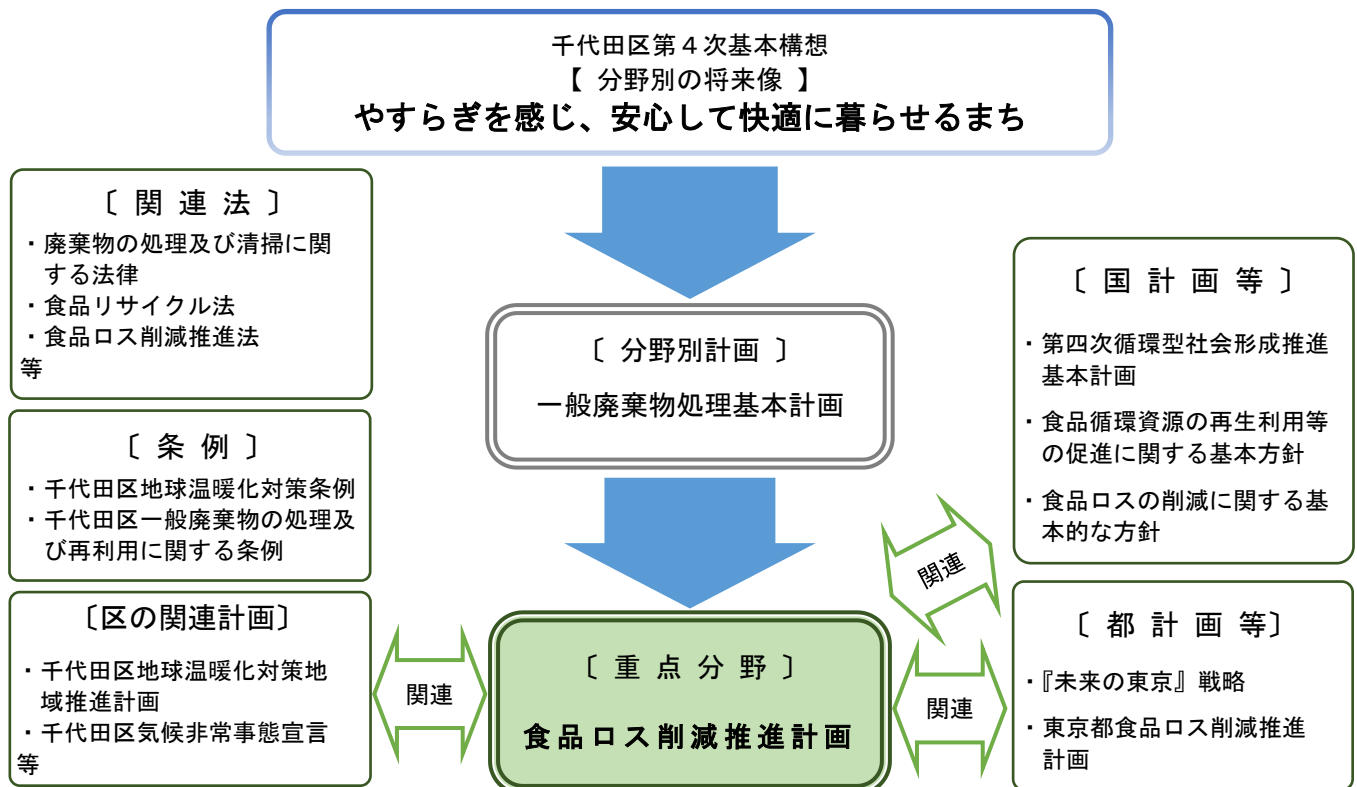 千代田区第４次基本構想
【 分野別の将来像 】
やすらぎを感じ、安心して快適に暮らせるまち
〔 関 連 法 〕
・廃棄物の処理及び清掃に関
する法律
・食品リサイクル法
・食品ロス削減推進法
等
〔 条 例 〕
・千代田区地球温暖化対策条例
・千代田区一般廃棄物の処理及
び再利用に関する条例
〔区の関連計画〕
・千代田区地球温暖化対策地
域推進計画
・千代田区気候非常事態宣言
等
〔 分野別計画 〕
一般廃棄物処理基本計画
〔 重 点 分 野 〕
食品ロス削減推進計画
関連
関連
関連
〔 国 計 画 等 〕
・第四次循環型社会形成推進
基本計画
・食品循環資源の再生利用等
の促進に関する基本方針
・食品ロスの削減に関する基
本的な方針
〔 都 計 画 等〕
・『未来の東京』戦略
・東京都食品ロス削減推進
計画